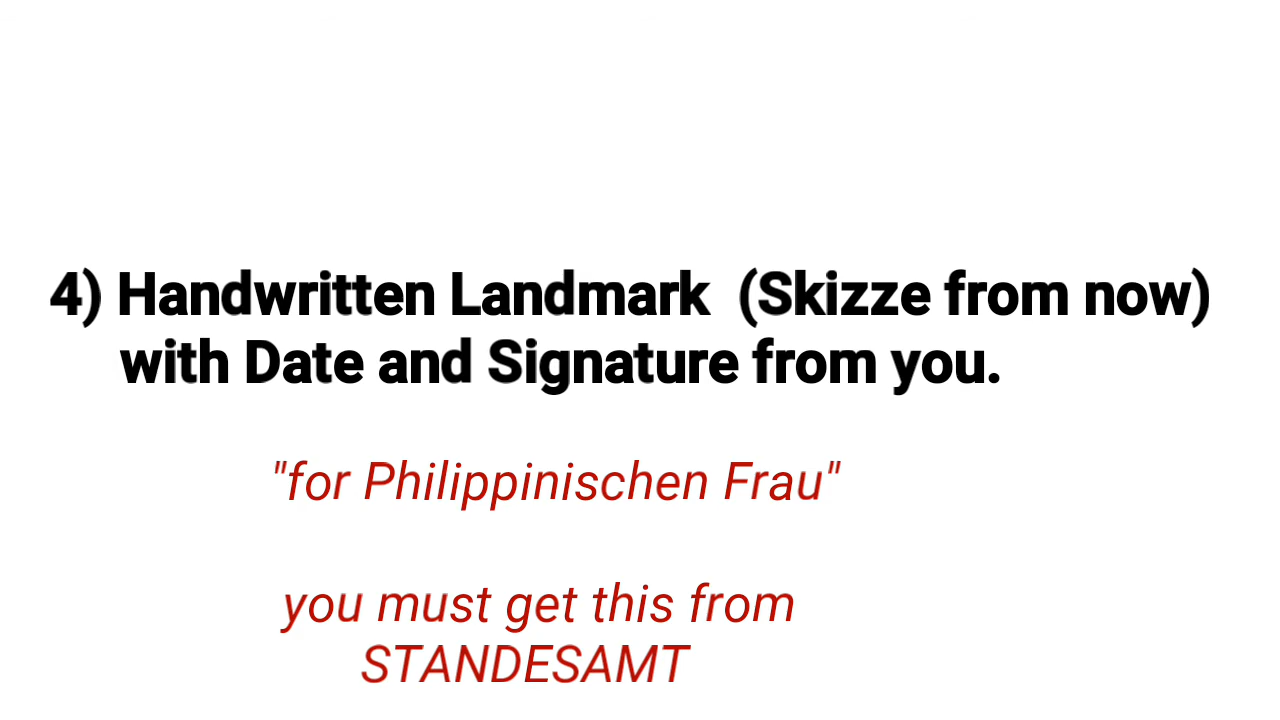 4) Handwritten Landmark (Skizze from now)
with Date and Signature from you.
"for Philippinischen Frau"
you must get this from
STANDESAMT